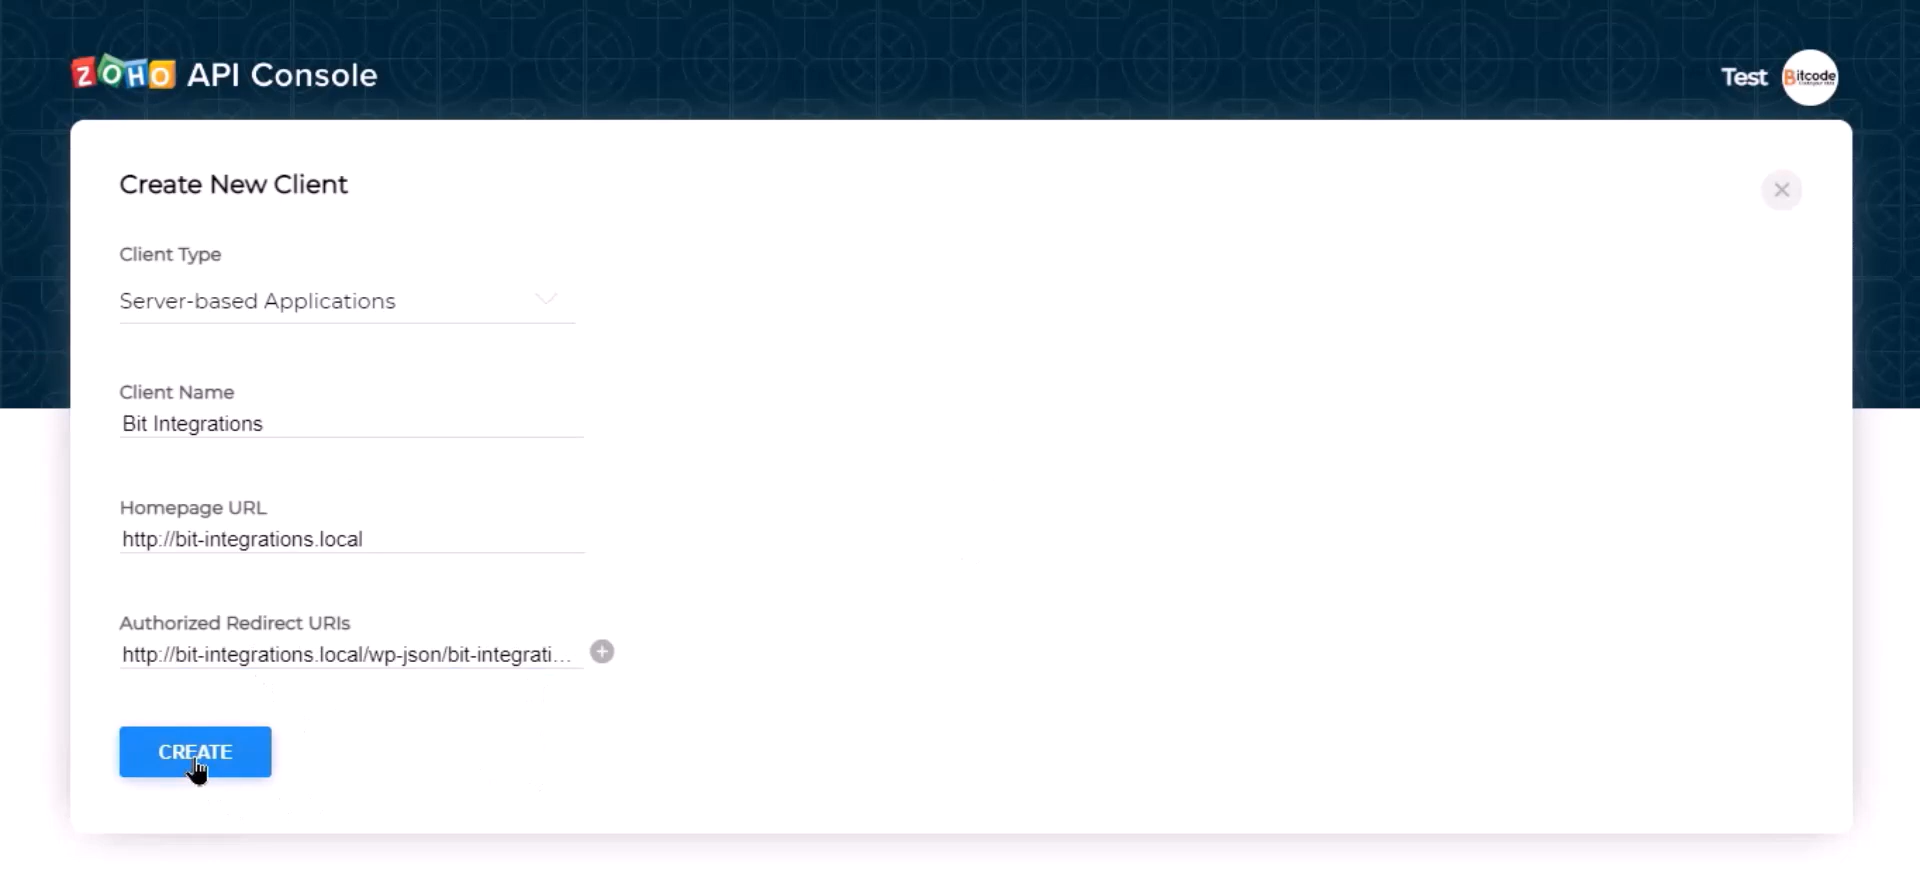 ZOHO API Console
Test Bitcode
Create New Client
Client Type
Server-based Applications
Client Name
Bit Integrations
Homepage URL
http://bit-integrations.local
Authorized Redirect URIs
http://bit-integrations.local/wp-json/bit-integrati...
CREATE